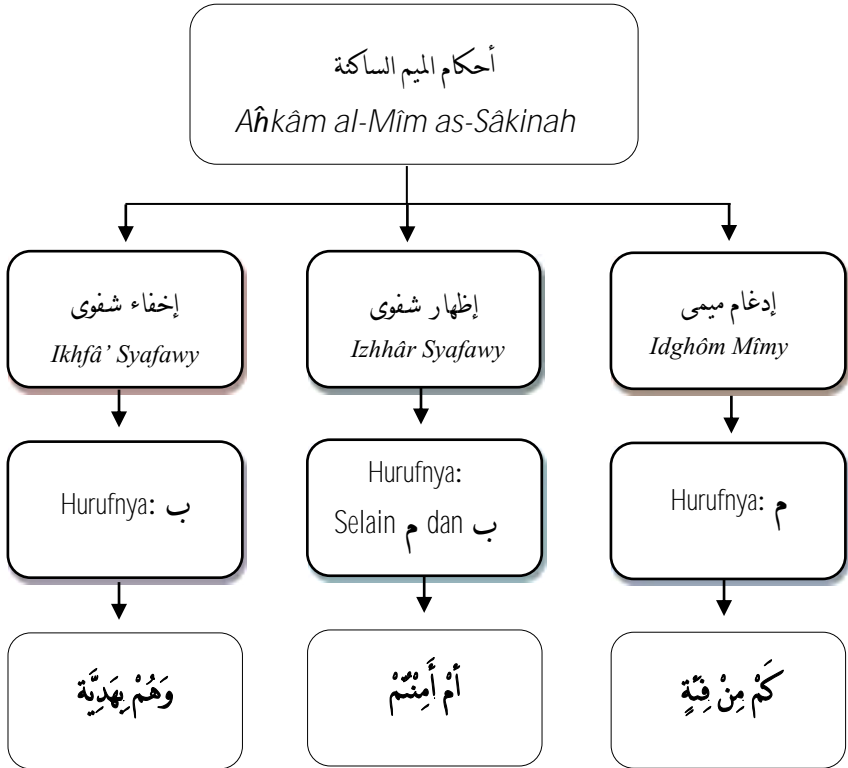 أحكام الميم الساكنة
Aĥkâm al-Mîm as-Sâkinah
إخفاء شفوى
Ikhfâ’ Syafawy
إظهار شفوى
Izhhâr Syafawy
إدغام ميمى
Idghôm Mîmy
Hurufnya: ب
Hurufnya:
Selain م dan ب
Hurufnya: م
وَهُمْ بِهَدِيَّة
أَمْ أَمِنْتُمْ
كَمْ مِنْ فِئَةٍ